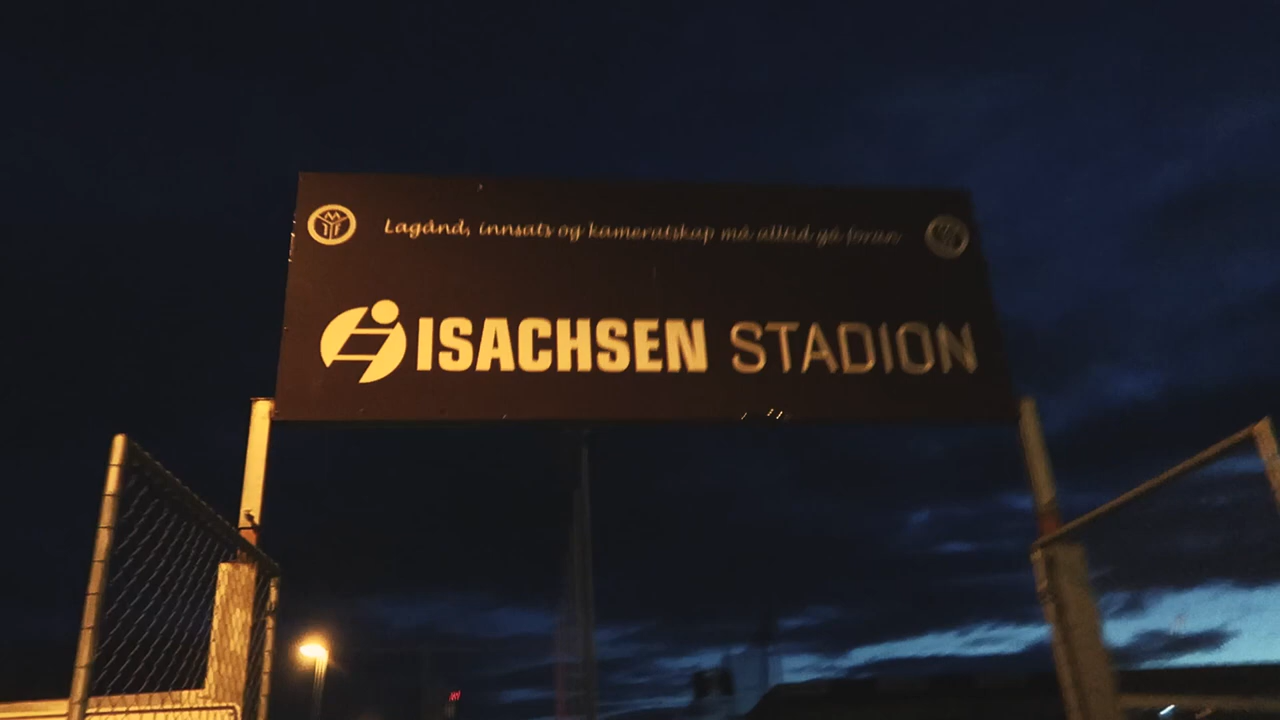 Lagånd, innsats og kameratskap må alltid gå foran
ISACHSEN STADION